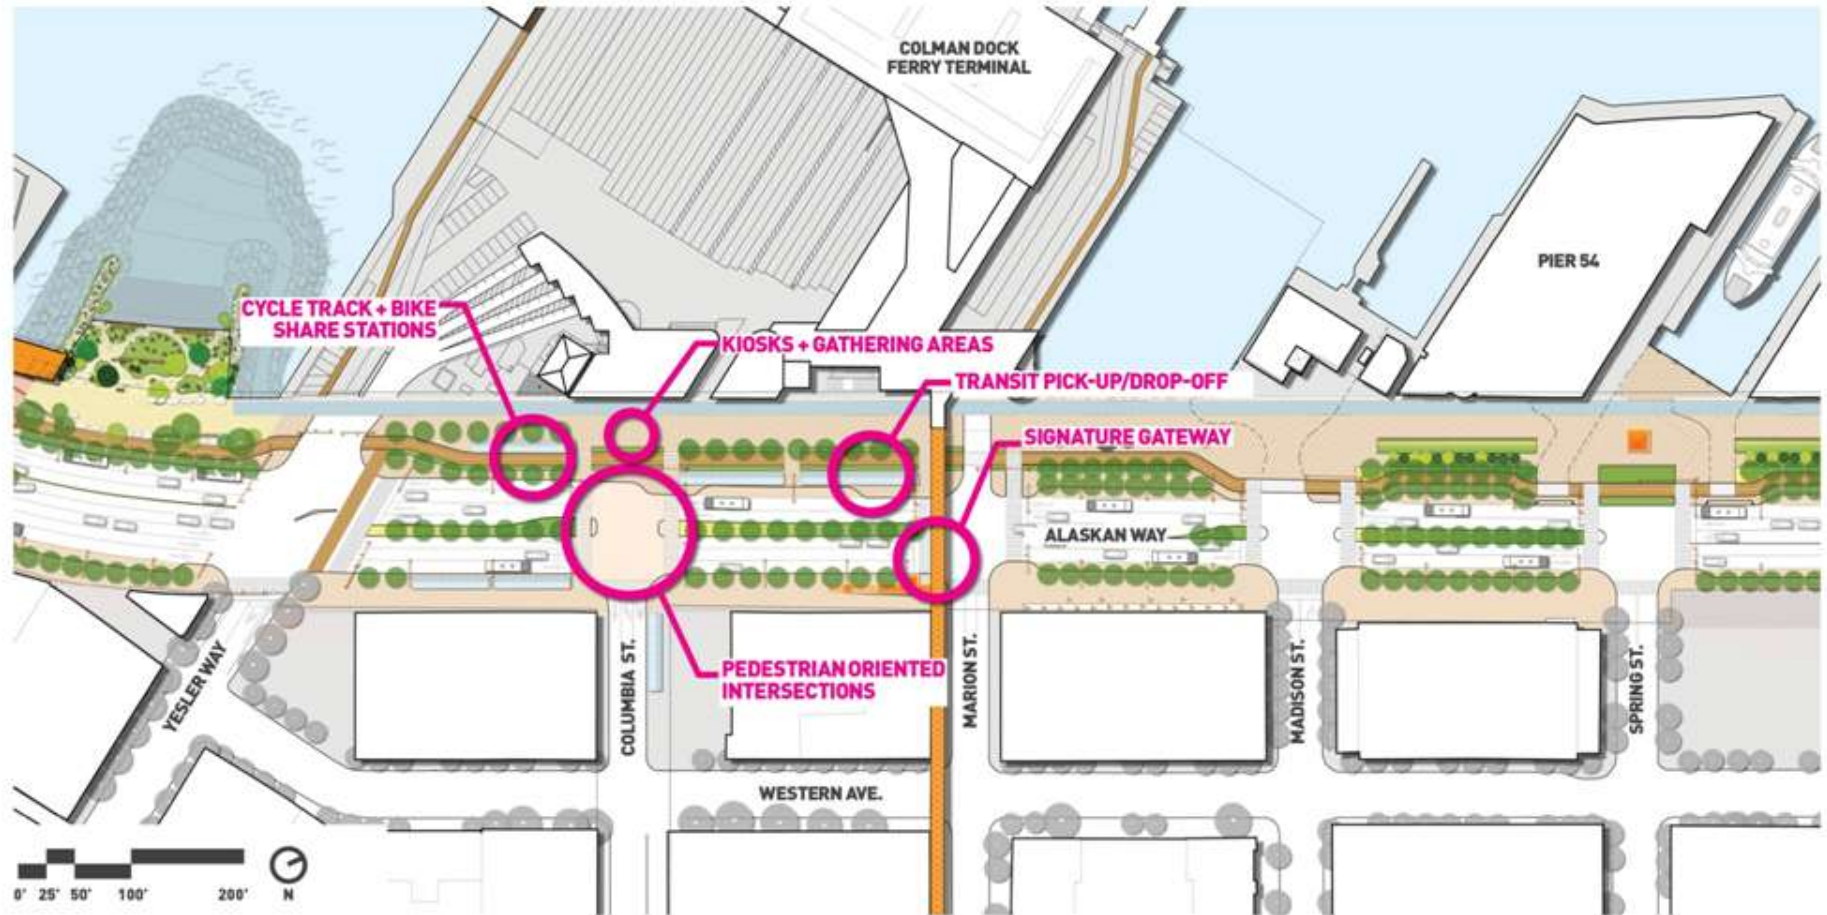 COLMAN DOCK
FERRY TERMINAL
PIER 54
CYCLE TRACK + BIKE
SHARE STATIONS
KIOSKS + GATHERING AREAS
TRANSIT PICK-UP/DROP-OFF
SIGNATURE GATEWAY
ALASKAN WAY
PEDESTRIAN ORIENTED
INTERSECTIONS
YESLER WAY
COLUMBIA ST.
MARION ST.
MADISON ST.
SPRING ST.
WESTERN AVE.
0' 25' 50' 100' 200' N